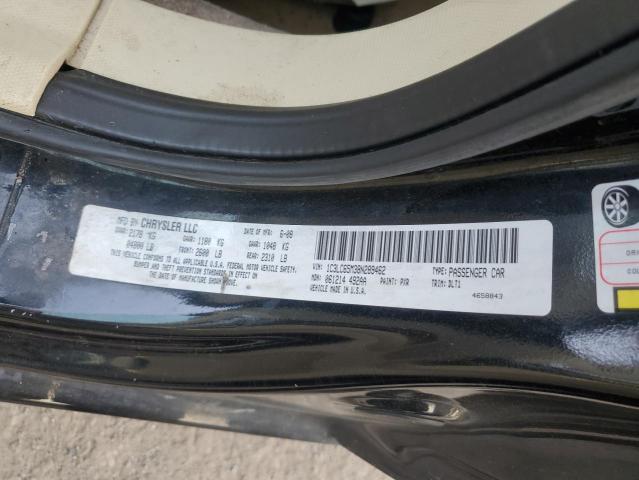 MFD BY CHRYSLER LLC
DATE OF MFR: 6-08
GVWR: 2178 KG
04800 LB
GAWR: 1180 KG
FRONT: 2600 LB
GAWR: 1048 KG
REAR: 2310 LB
THIS VEHICLE CONFORMS TO ALL APPLICABLE U.S.A. FEDERAL MOTOR VEHICLE SAFETY,
BUMPER AND THEFT PREVENTION STANDARDS IN EFFECT ON
THE DATE OF MANUFACTURE SHOWN ABOVE.
VIN: 1C3LC65M38N289462
TYPE: PASSENGER CAR
MDH: 061214 492AA
PAINT: PXR
TRIM: DLT1
VEHICLE MADE IN U.S.A.
4658843